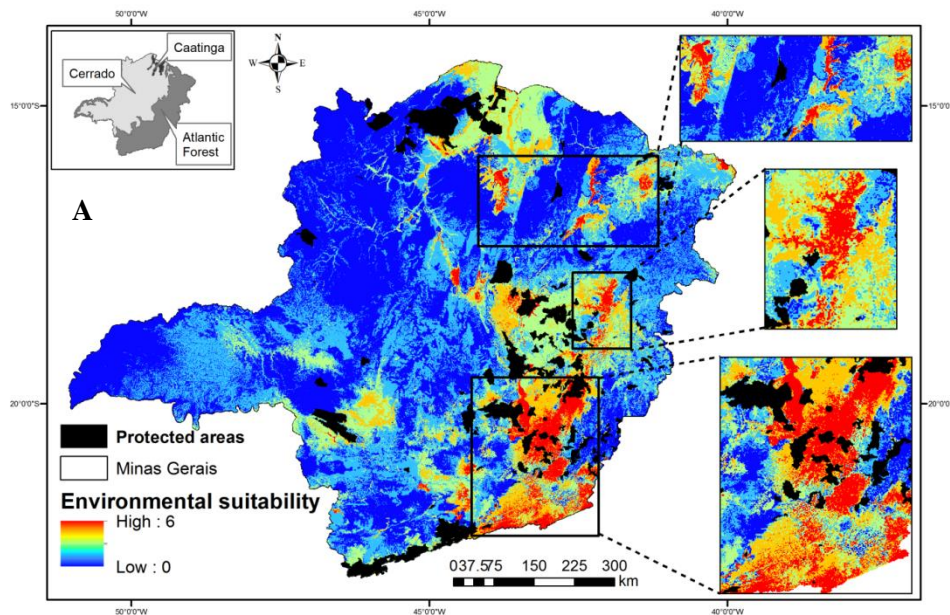 50°0'0"W 45°0'0"W 40°0'0"W
Caatinga
Cerrado
Atlantic
Forest
N
W E
S
15°0'0"S 15°0'0"S
A
20°0'0"S 20°0'0"S
Protected areas
Minas Gerais
Environmental suitability
High : 6
Low : 0
037.575 150 225 300
km
50°0'0"W 45°0'0"W 40°0'0"W